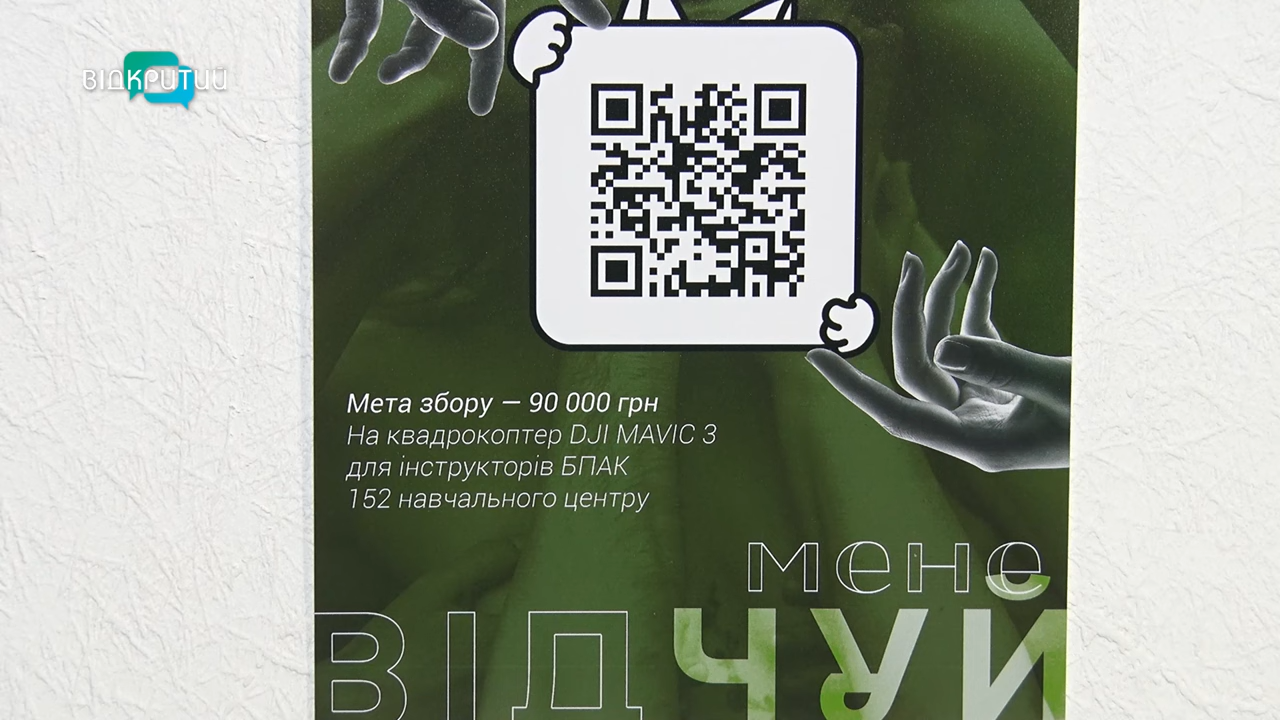 ВІДКРИТИЙ
Мета збору — 90 000 грн
На квадрокоптер DJI MAVIC 3
для інструкторів БПАК
152 навчального центру
мене
ВІДЧУЙ